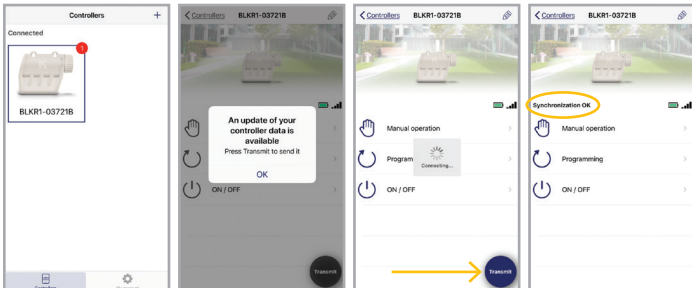 Controllers +
Connected
1
BLKR1-03721B
Controllers BLKR1-03721B
An update of your
controller data is
available
Press Transmit to send it
OK
ON / OFF
Transmit
Controllers BLKR1-03721B
Manual operation
Program
Connecting...
ON / OFF
Transmit
Controllers BLKR1-03721B
Synchronization OK
Manual operation
Programming
ON / OFF